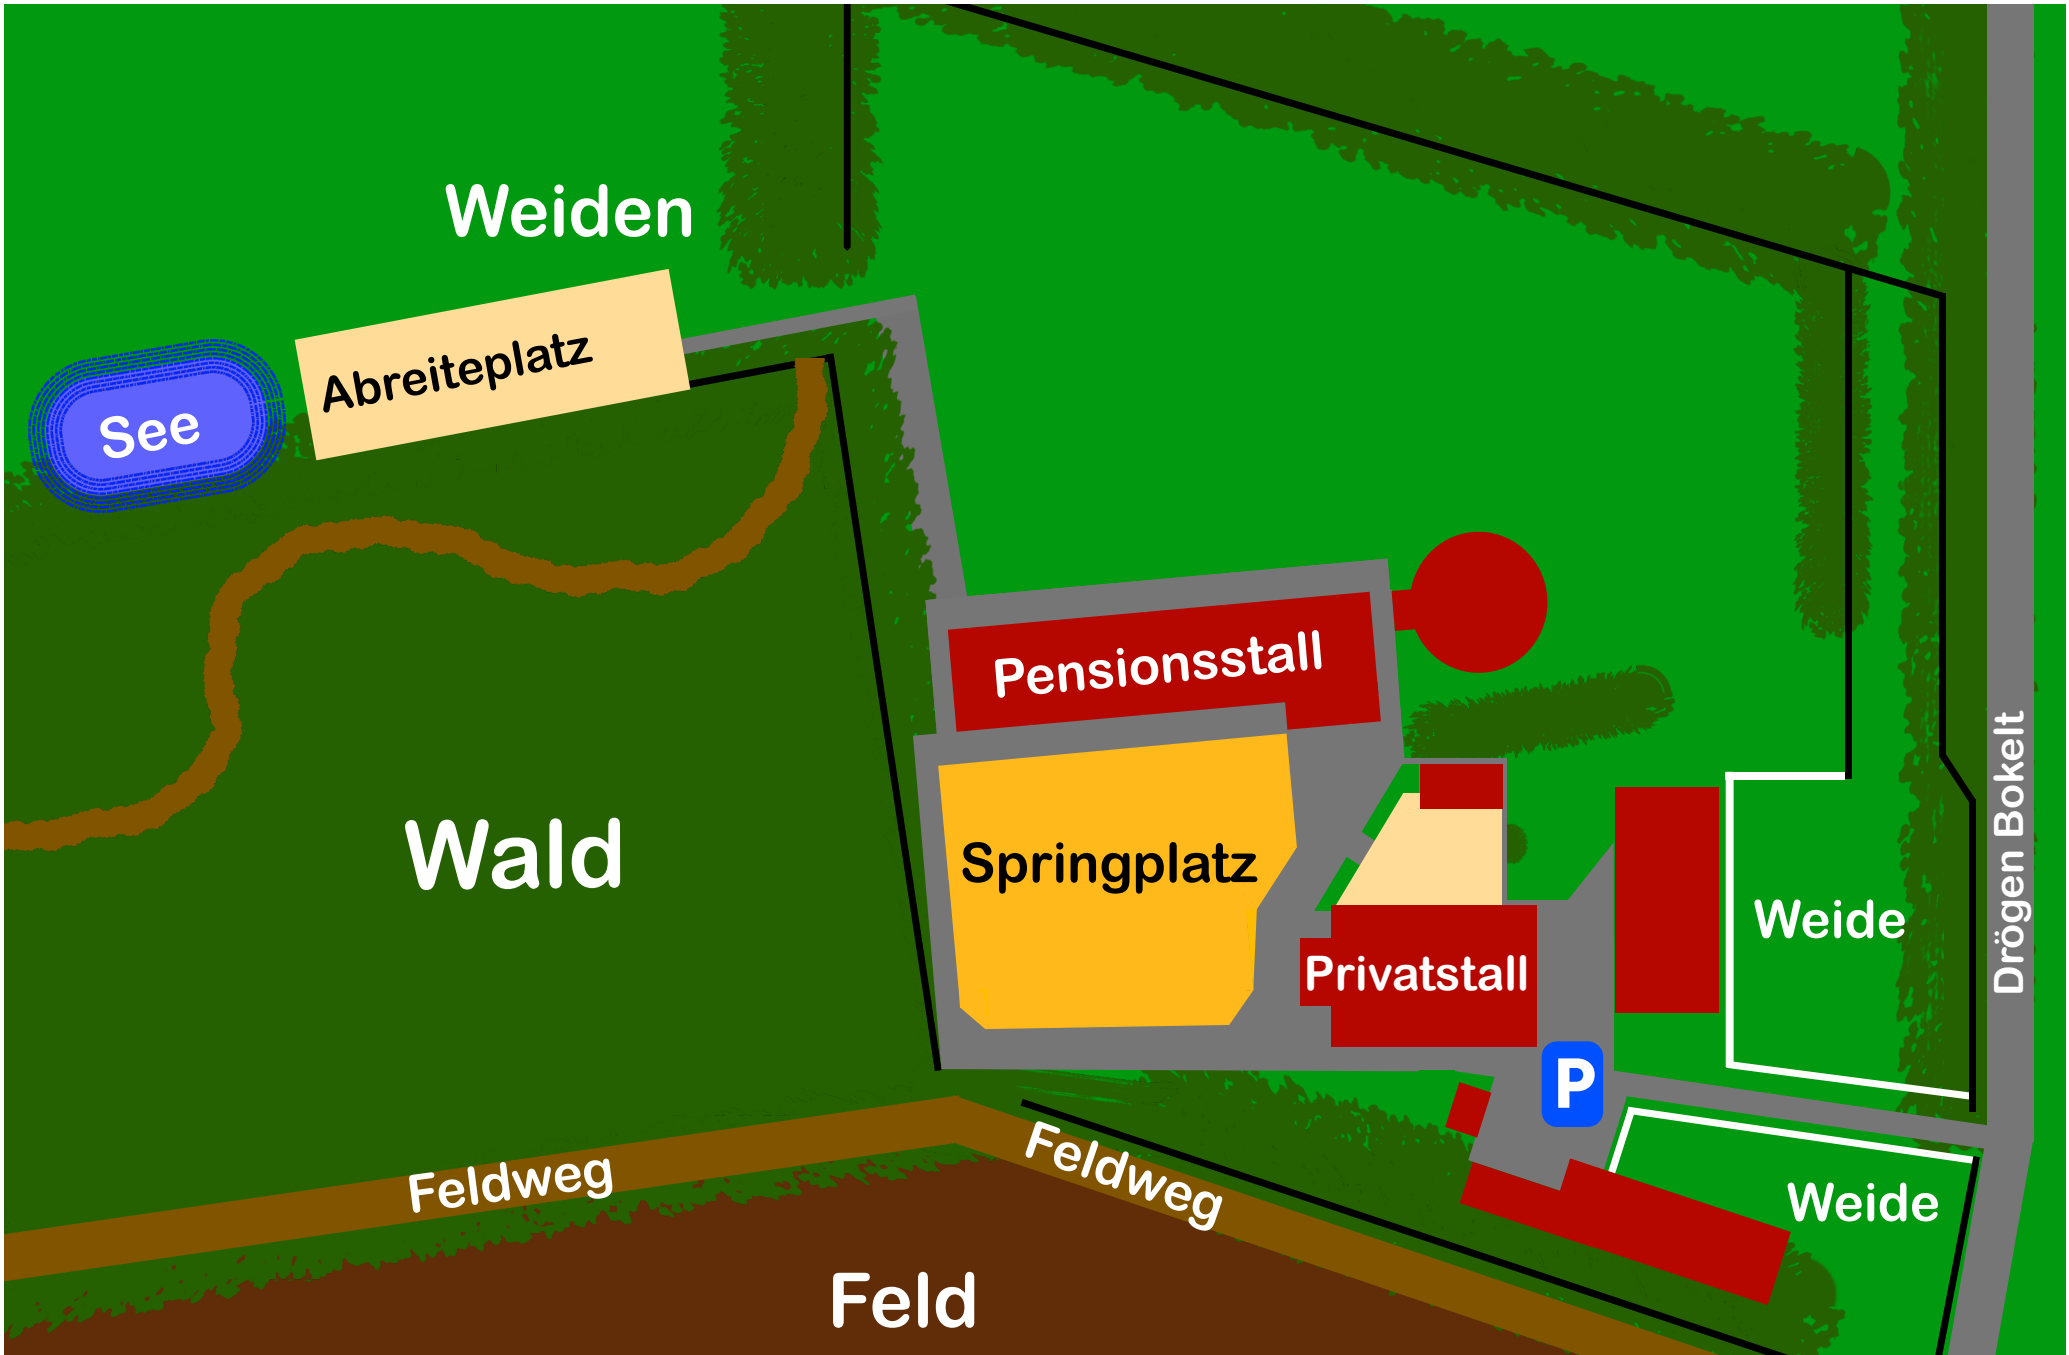 Weiden
Abreiteplatz
See
Pensionsstall
Springplatz
Wald
Weide
Drögen Bokelt
Privatstall
P
Feldweg
Feldweg
Weide
Feld